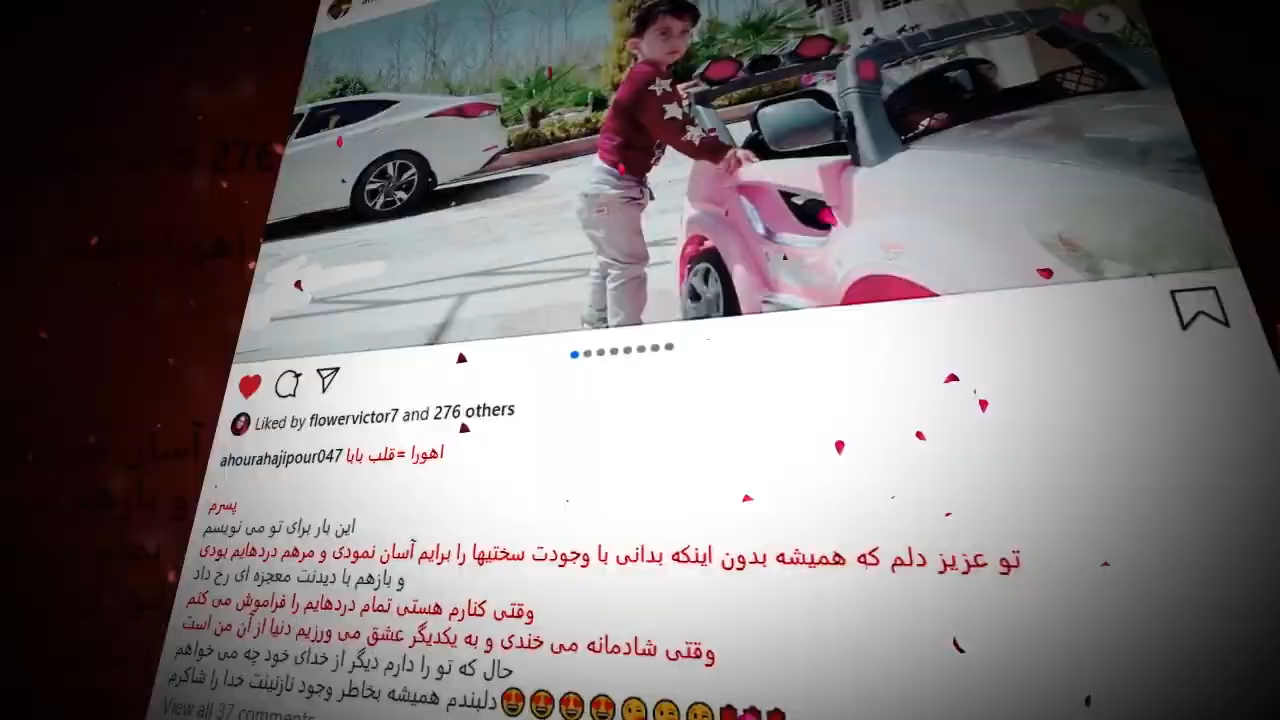 Liked by flowervictor7 and 276 others
ahourahajipour047 اهورا =قلب بابا
.
پسرم
این بار برای تو می نویسم
تو عزیز دلم که همیشه بدون اینکه بدانی با وجودت سختیها را برایم آسان نمودی و مرهم دردهایم بودی
و بازهم با دیدنت معجزه ای رخ داد
وقتی کنارم هستی تمام دردهایم را فراموش می کنم
وقتی شادمانه می خندی و به یکدیگر عشق می ورزیم دنیا از آن من است
حال که تو را دارم دیگر از خدای خود چه می خواهم
دلبندم همیشه بخاطر وجود نازنینت خدا را شاکرم😍😍😍😍😉😉😉🌹🌹🌹
View all 37 comments